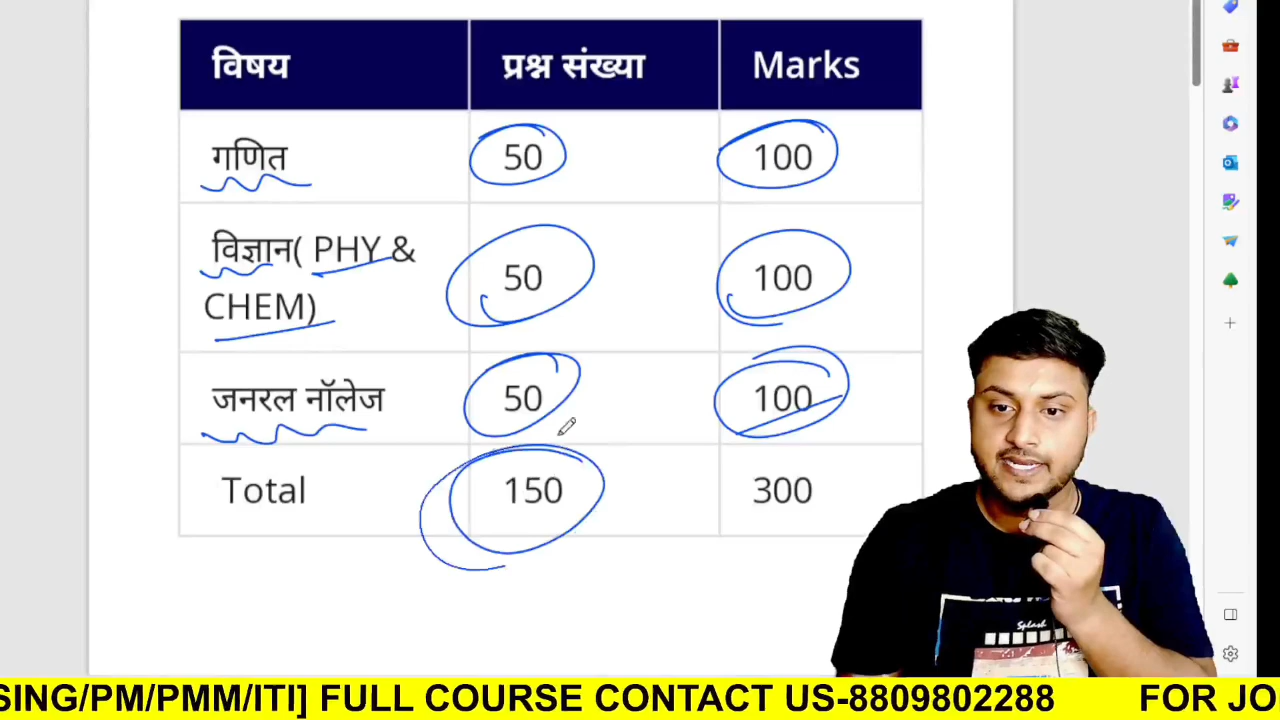 विषय प्रश्न संख्या Marks
गणित 50 100
विज्ञान( PHY &
CHEM) 50 100
जनरल नॉलेज 50 100
Total 150 300
Splash
SING/PM/PMM/ITI] FULL COURSE CONTACT US-8809802288 FOR JO